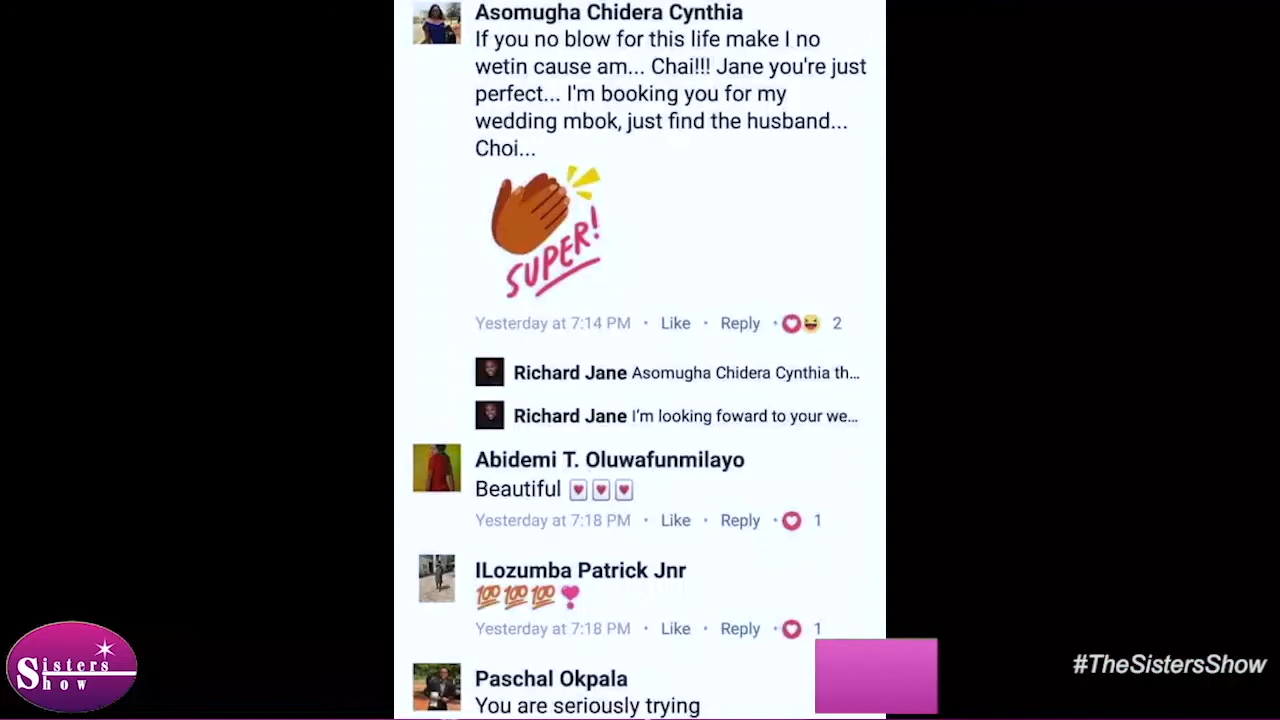 Asomugha Chidera Cynthia
If you no blow for this life make I no
wetin cause am... Chai!!! Jane you're just
perfect... I'm booking you for my
wedding mbok, just find the husband...
Choi...
SUPER!
Yesterday at 7:14 PM · Like · Reply · 2
Richard Jane Asomugha Chidera Cynthia th...
Richard Jane I'm looking foward to your we...
Abidemi T. Oluwafunmilayo
Beautiful 💌💌💌
Yesterday at 7:18 PM · Like · Reply · 1
ILozumba Patrick Jnr
💯💯💯❣
Yesterday at 7:18 PM · Like · Reply · 1
Paschal Okpala
You are seriously trying
Sisters
Show
#TheSistersShow